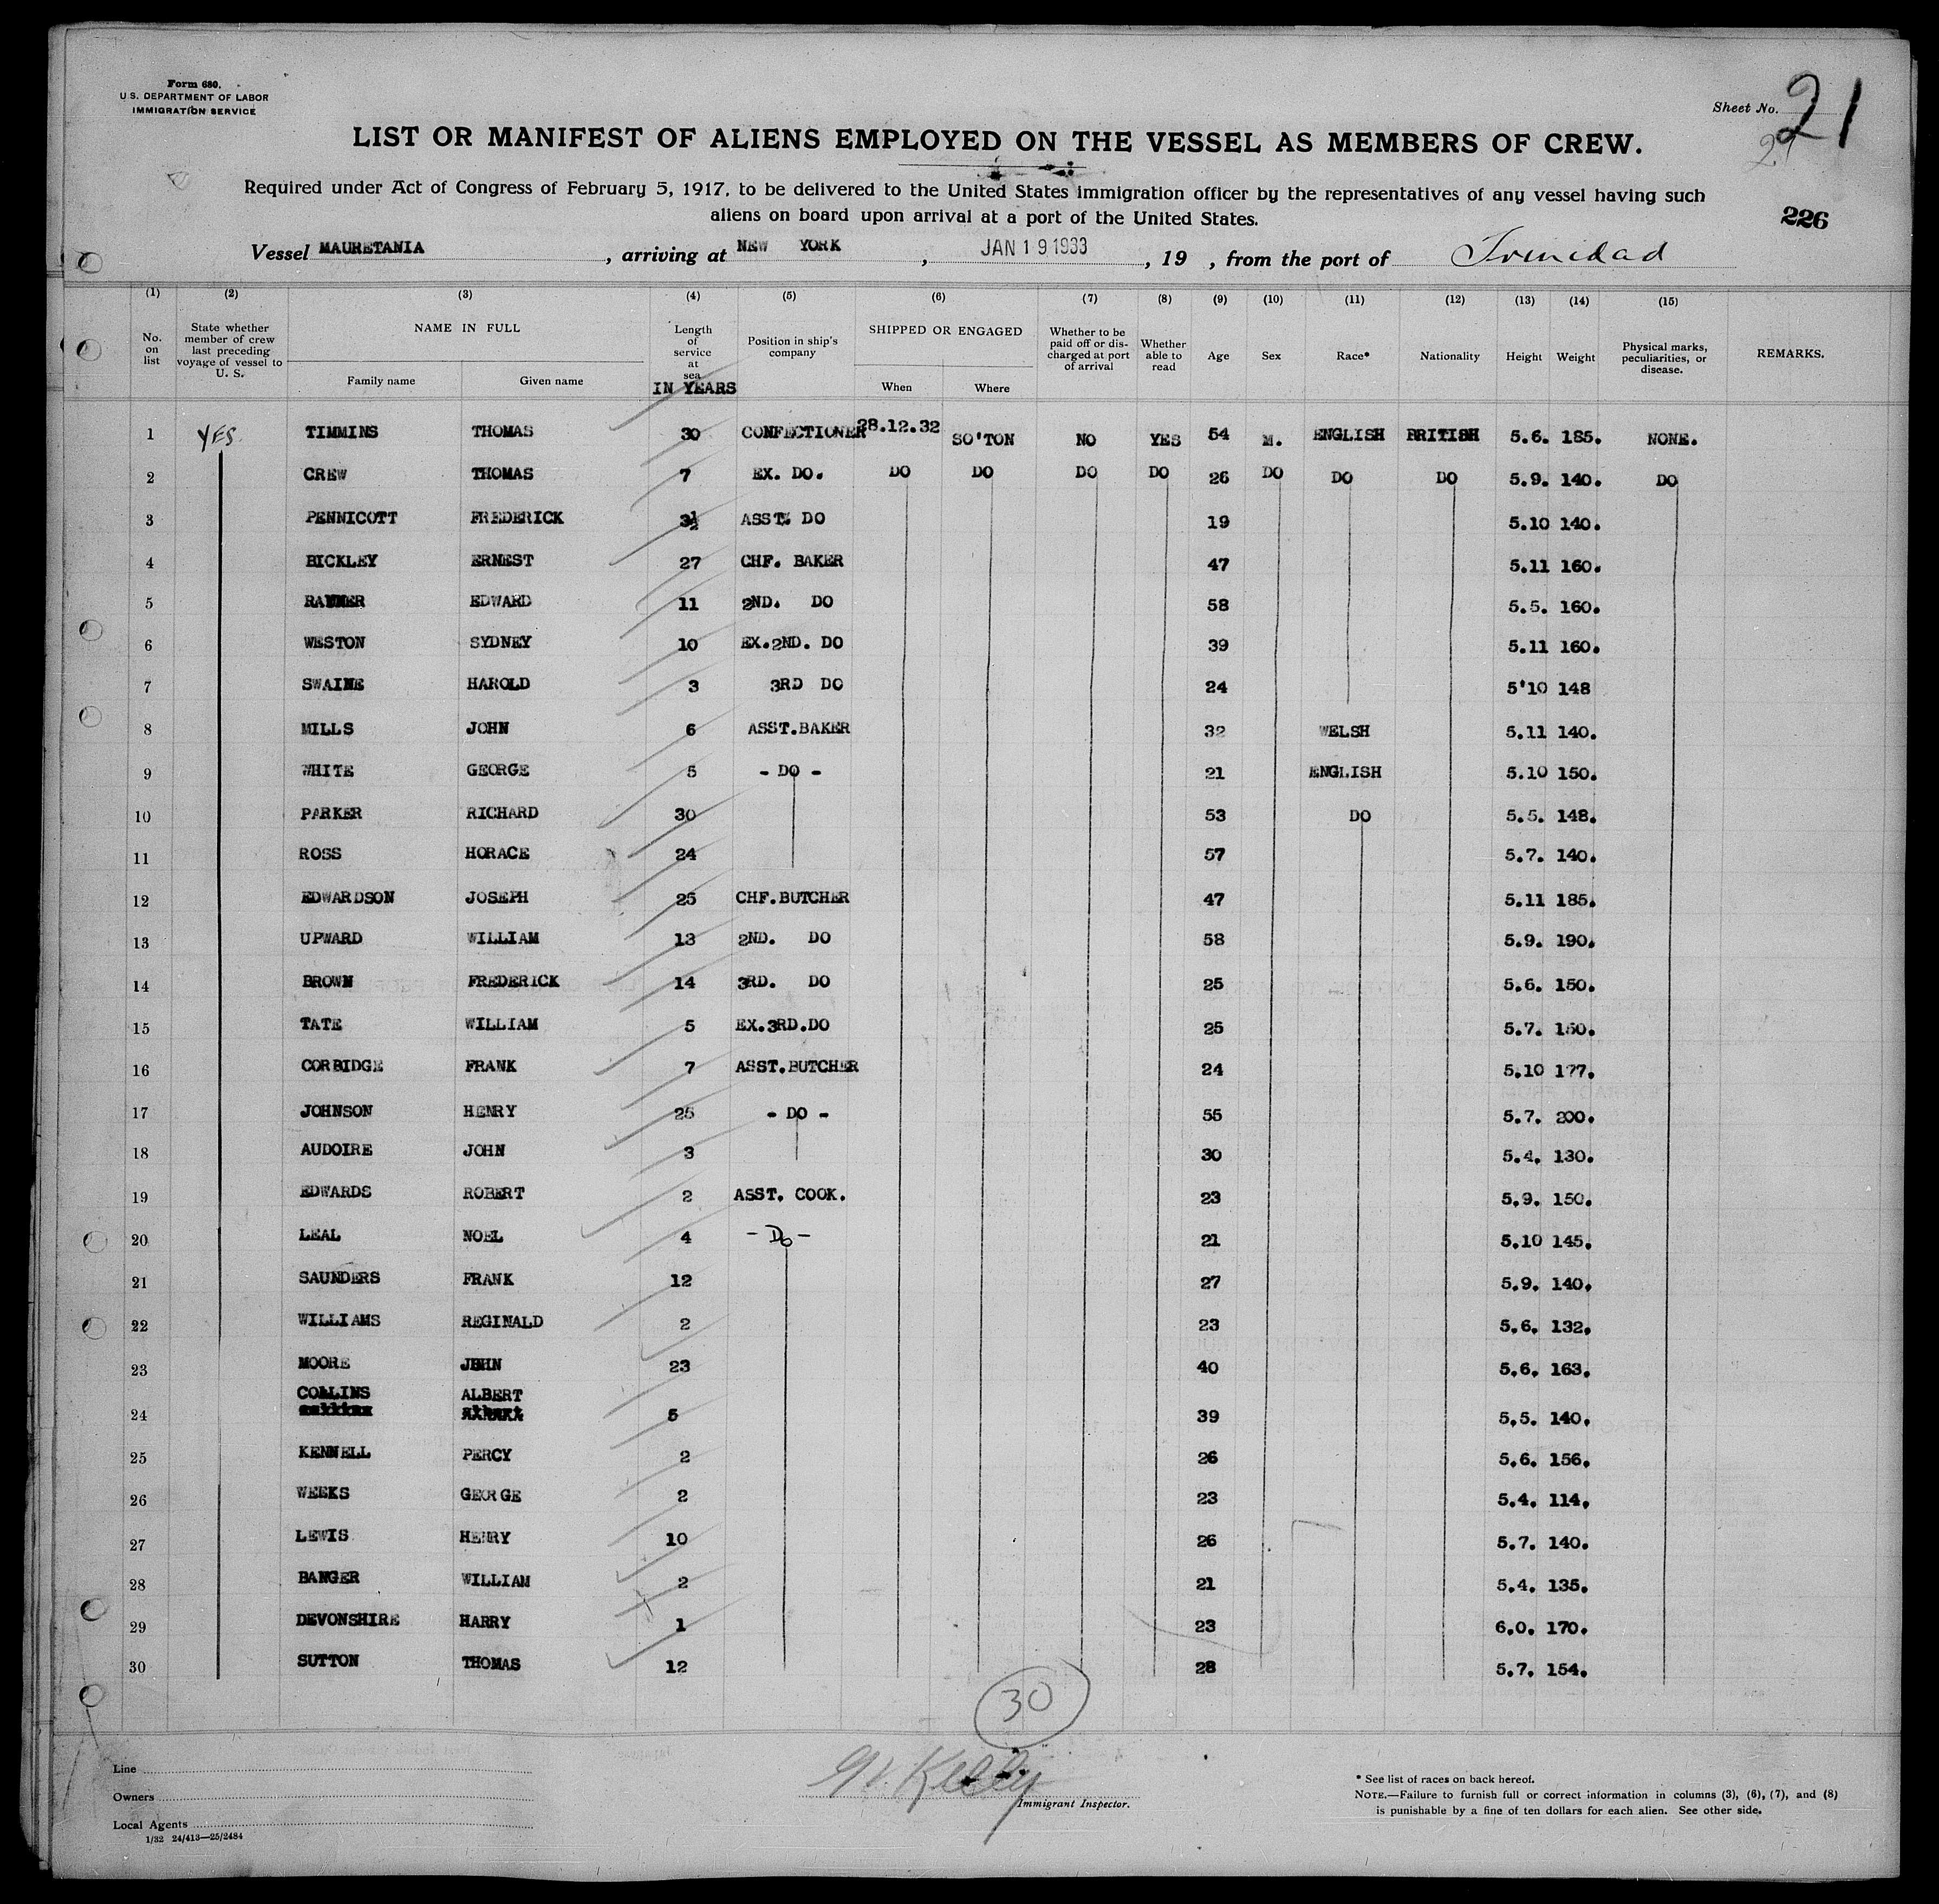 Form 680.
U.S. DEPARTMENT OF LABOR
IMMIGRATION SERVICE
Sheet No. 21
21
LIST OR MANIFEST OF ALIENS EMPLOYED ON THE VESSEL AS MEMBERS OF CREW.
Required under Act of Congress of February 5, 1917, to be delivered to the United States immigration officer by the representatives of any vessel having such
aliens on board upon arrival at a port of the United States.
226
Vessel MAURETANIA, arriving at NEW YORK, JAN 19 1933, 19 , from the port of Trinidad
(1) (2) (3) (4) (5) (6) (7) (8) (9) (10) (11) (12) (13) (14) (15)
No. on list State whether member of crew last preceding voyage of vessel to U. S. NAME IN FULL Family name Given name Length of service at sea IN YEARS Position in ship's company SHIPPED OR ENGAGED When Where Whether to be paid off or discharged at port of arrival Whether able to read Age Sex Race* Nationality Height Weight Physical marks, peculiarities, or disease. REMARKS.
1 YES TIMMINS THOMAS 30 CONFECTIONER 28.12.32 SO'TON NO YES 54 M. ENGLISH BRITISH 5.6. 185. NONE.
2 CREW THOMAS 7 EX. DO. DO DO DO DO 26 DO DO DO 5.9. 140. DO
3 PENNICOTT FREDERICK 3½ ASST. DO 19 5.10 140.
4 BICKLEY ERNEST 27 CHF. BAKER 47 5.11 160.
5 EDWARD 11 2ND. DO 58 5.5. 160.
6 WESTON SYDNEY 10 EX.2ND. DO 39 5.11 160.
7 SWAINE HAROLD 3 3RD DO 24 5'10 148
8 MILLS JOHN 6 ASST.BAKER 32 WELSH 5.11 140.
9 WHITE GEORGE 5 - DO - 21 ENGLISH 5.10 150.
10 PARKER RICHARD 30 53 DO 5.5. 148.
11 ROSS HORACE 24 57 5.7. 140.
12 EDWARDSON JOSEPH 25 CHF.BUTCHER 47 5.11 185.
13 UPWARD WILLIAM 13 2ND. DO 58 5.9. 190.
14 BROWN FREDERICK 14 3RD. DO 25 5.6. 150.
15 TATE WILLIAM 5 EX.3RD.DO 25 5.7. 150.
16 CORBIDGE FRANK 7 ASST.BUTCHER 24 5.10 1?7.
17 JOHNSON HENRY 25 - DO - 55 5.7. 200.
18 AUDOIRE JOHN 3 30 5.4. 130.
19 EDWARDS ROBERT 2 ASST. COOK. 23 5.9. 150.
20 LEAL NOEL 4 - Do - 21 5.10 145.
21 SAUNDERS FRANK 12 27 5.9. 140.
22 WILLIAMS REGINALD 2 23 5.6. 132.
23 MOORE JOHN 23 40 5.6. 163.
24 COLLINS ALBERT 5 39 5.5. 140.
25 KENNELL PERCY 2 26 5.6. 156.
26 WEEKS GEORGE 2 23 5.4. 114.
27 LEWIS HENRY 10 26 5.7. 140.
28 BANGER WILLIAM 2 21 5.4. 135.
29 DEVONSHIRE HARRY 1 23 6.0. 170.
30 SUTTON THOMAS 12 28 5.7. 154.
30
Line
Owners
Local Agents
1/32 24/413—25/2484
Kelly
Immigrant Inspector.
* See list of races on back hereof.
NOTE.—Failure to furnish full or correct information in columns (3), (6), (7), and (8)
is punishable by a fine of ten dollars for each alien. See other side.